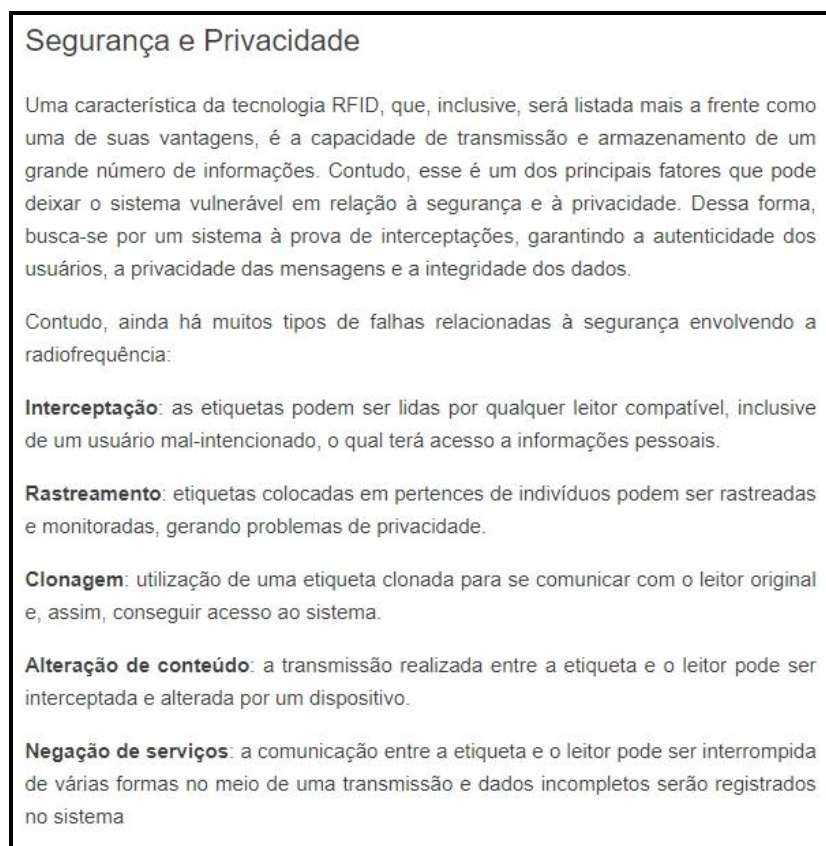 Segurança e Privacidade
Uma característica da tecnologia RFID, que, inclusive, será listada mais a frente como
uma de suas vantagens, é a capacidade de transmissão e armazenamento de um
grande número de informações. Contudo, esse é um dos principais fatores que pode
deixar o sistema vulnerável em relação à segurança e à privacidade. Dessa forma,
busca-se por um sistema à prova de interceptações, garantindo a autenticidade dos
usuários, a privacidade das mensagens e a integridade dos dados.
Contudo, ainda há muitos tipos de falhas relacionadas à segurança envolvendo a
radiofrequência:
Interceptação: as etiquetas podem ser lidas por qualquer leitor compatível, inclusive
de um usuário mal-intencionado, o qual terá acesso a informações pessoais.
Rastreamento: etiquetas colocadas em pertences de indivíduos podem ser rastreadas
e monitoradas, gerando problemas de privacidade.
Clonagem: utilização de uma etiqueta clonada para se comunicar com o leitor original
e, assim, conseguir acesso ao sistema.
Alteração de conteúdo: a transmissão realizada entre a etiqueta e o leitor pode ser
interceptada e alterada por um dispositivo.
Negação de serviços: a comunicação entre a etiqueta e o leitor pode ser interrompida
de várias formas no meio de uma transmissão e dados incompletos serão registrados
no sistema